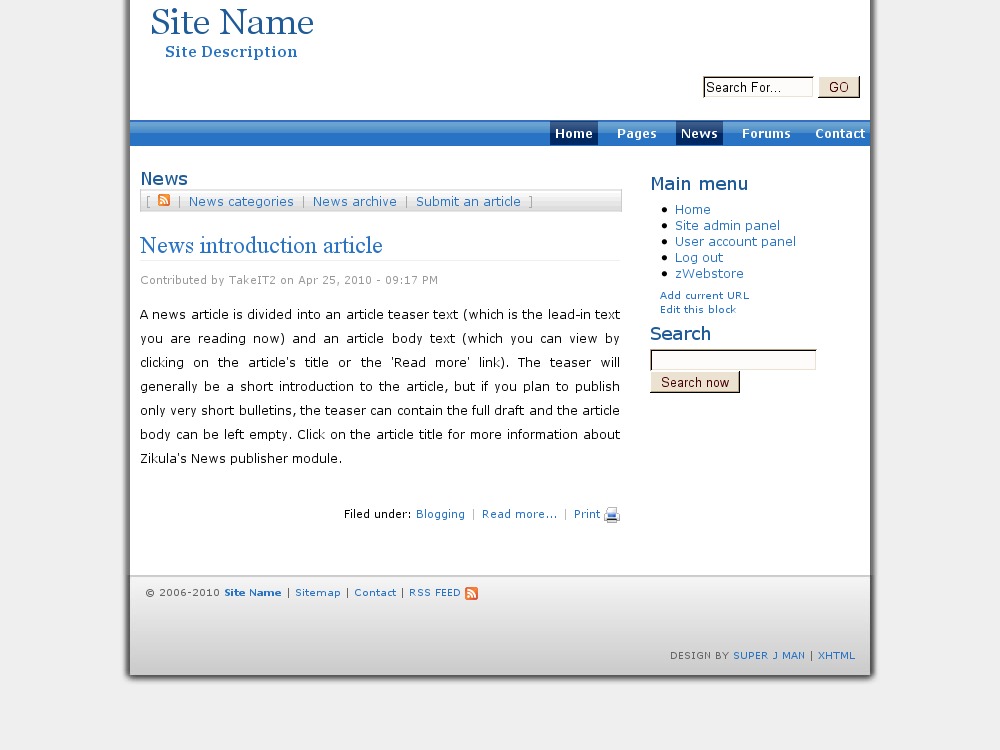 Site Name
Site Description
Search For...
GO
Home Pages News Forums Contact
News
[ | News categories | News archive | Submit an article ]
News introduction article
Contributed by TakeIT2 on Apr 25, 2010 - 09:17 PM
A news article is divided into an article teaser text (which is the lead-in text
you are reading now) and an article body text (which you can view by
clicking on the article's title or the 'Read more' link). The teaser will
generally be a short introduction to the article, but if you plan to publish
only very short bulletins, the teaser can contain the full draft and the article
body can be left empty. Click on the article title for more information about
Zikula's News publisher module.
Filed under: Blogging | Read more... | Print
Main menu
Home
Site admin panel
User account panel
Log out
zWebstore
Add current URL
Edit this block
Search
Search now
© 2006-2010 Site Name | Sitemap | Contact | RSS FEED
DESIGN BY SUPER J MAN | XHTML